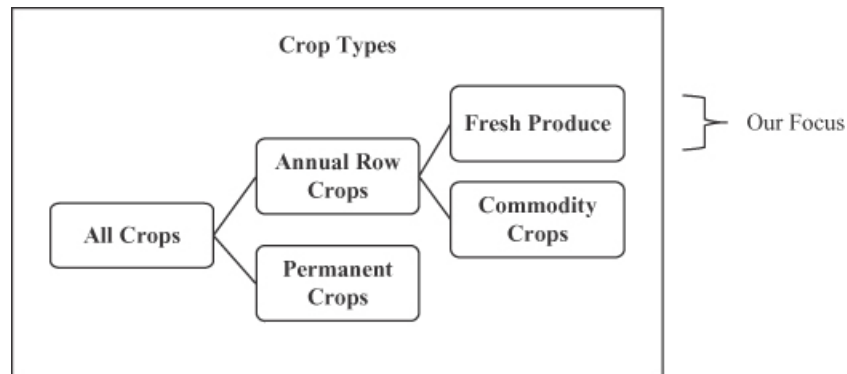 Crop Types
Fresh Produce
Our Focus
Annual Row
Crops
Commodity
Crops
All Crops
Permanent
Crops